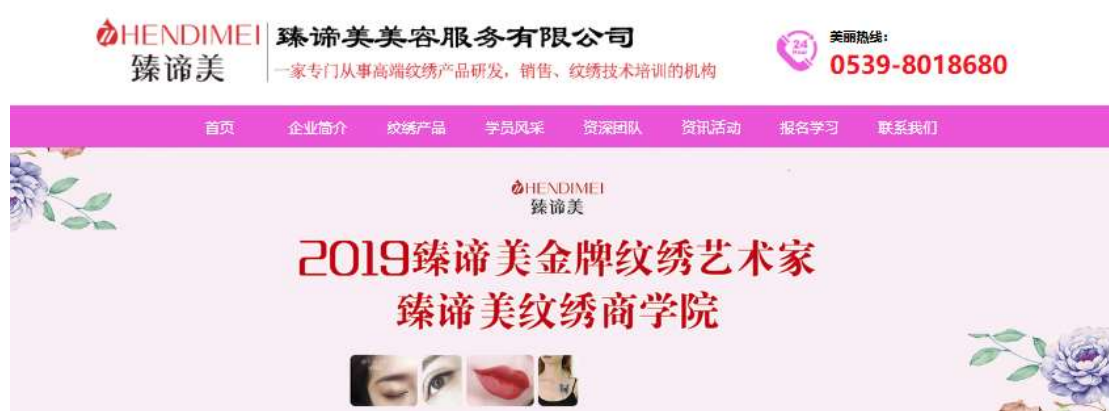 ZHENDIMEI
臻谛美
臻谛美美容服务有限公司
一家专门从事高端纹绣产品研发，销售、纹绣技术培训的机构
24
美丽热线：
0539-8018680
首页 企业简介 纹绣产品 学员风采 资深团队 资讯活动 报名学习 联系我们
ZHENDIMEI
臻谛美
2019臻谛美金牌纹绣艺术家
臻谛美纹绣商学院